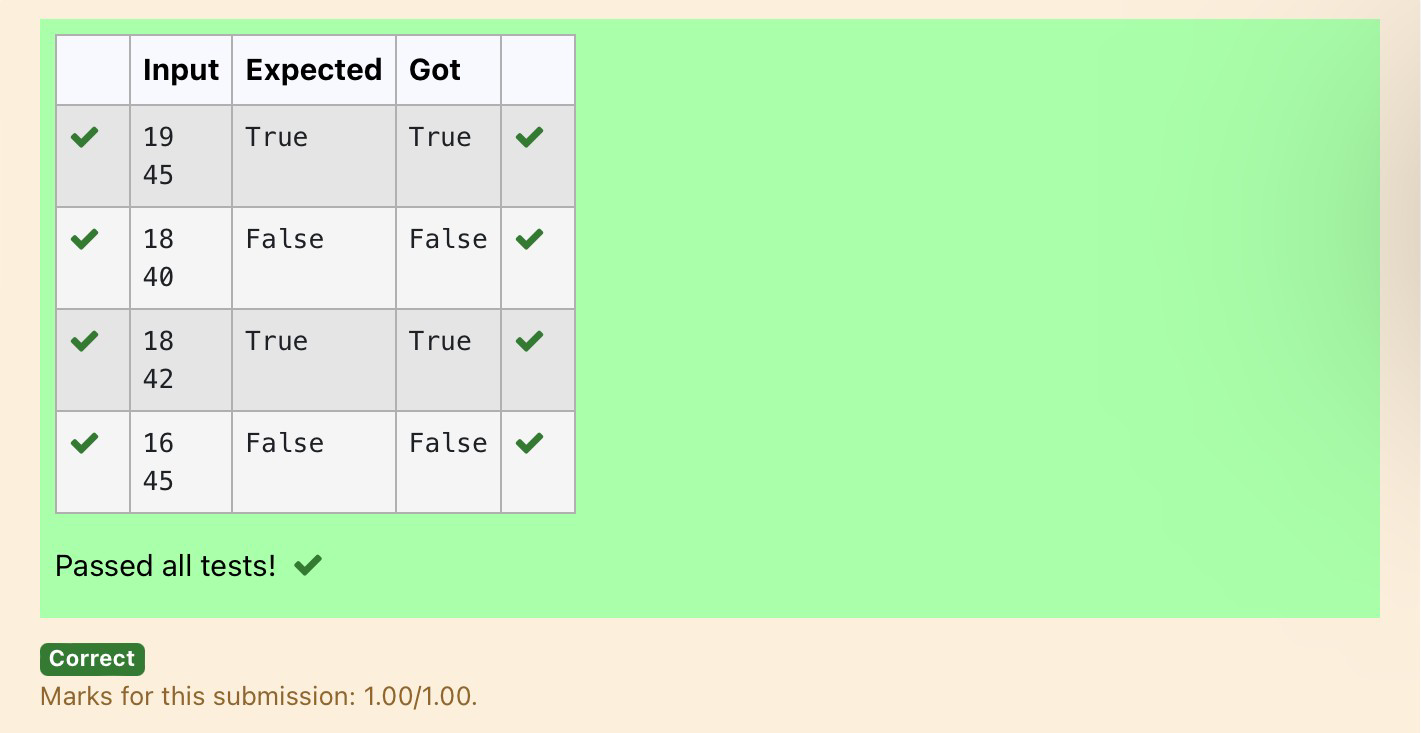 Input Expected Got
19 True True
45
18 False False
40
18 True True
42
16 False False
45
Passed all tests!
Correct
Marks for this submission: 1.00/1.00.